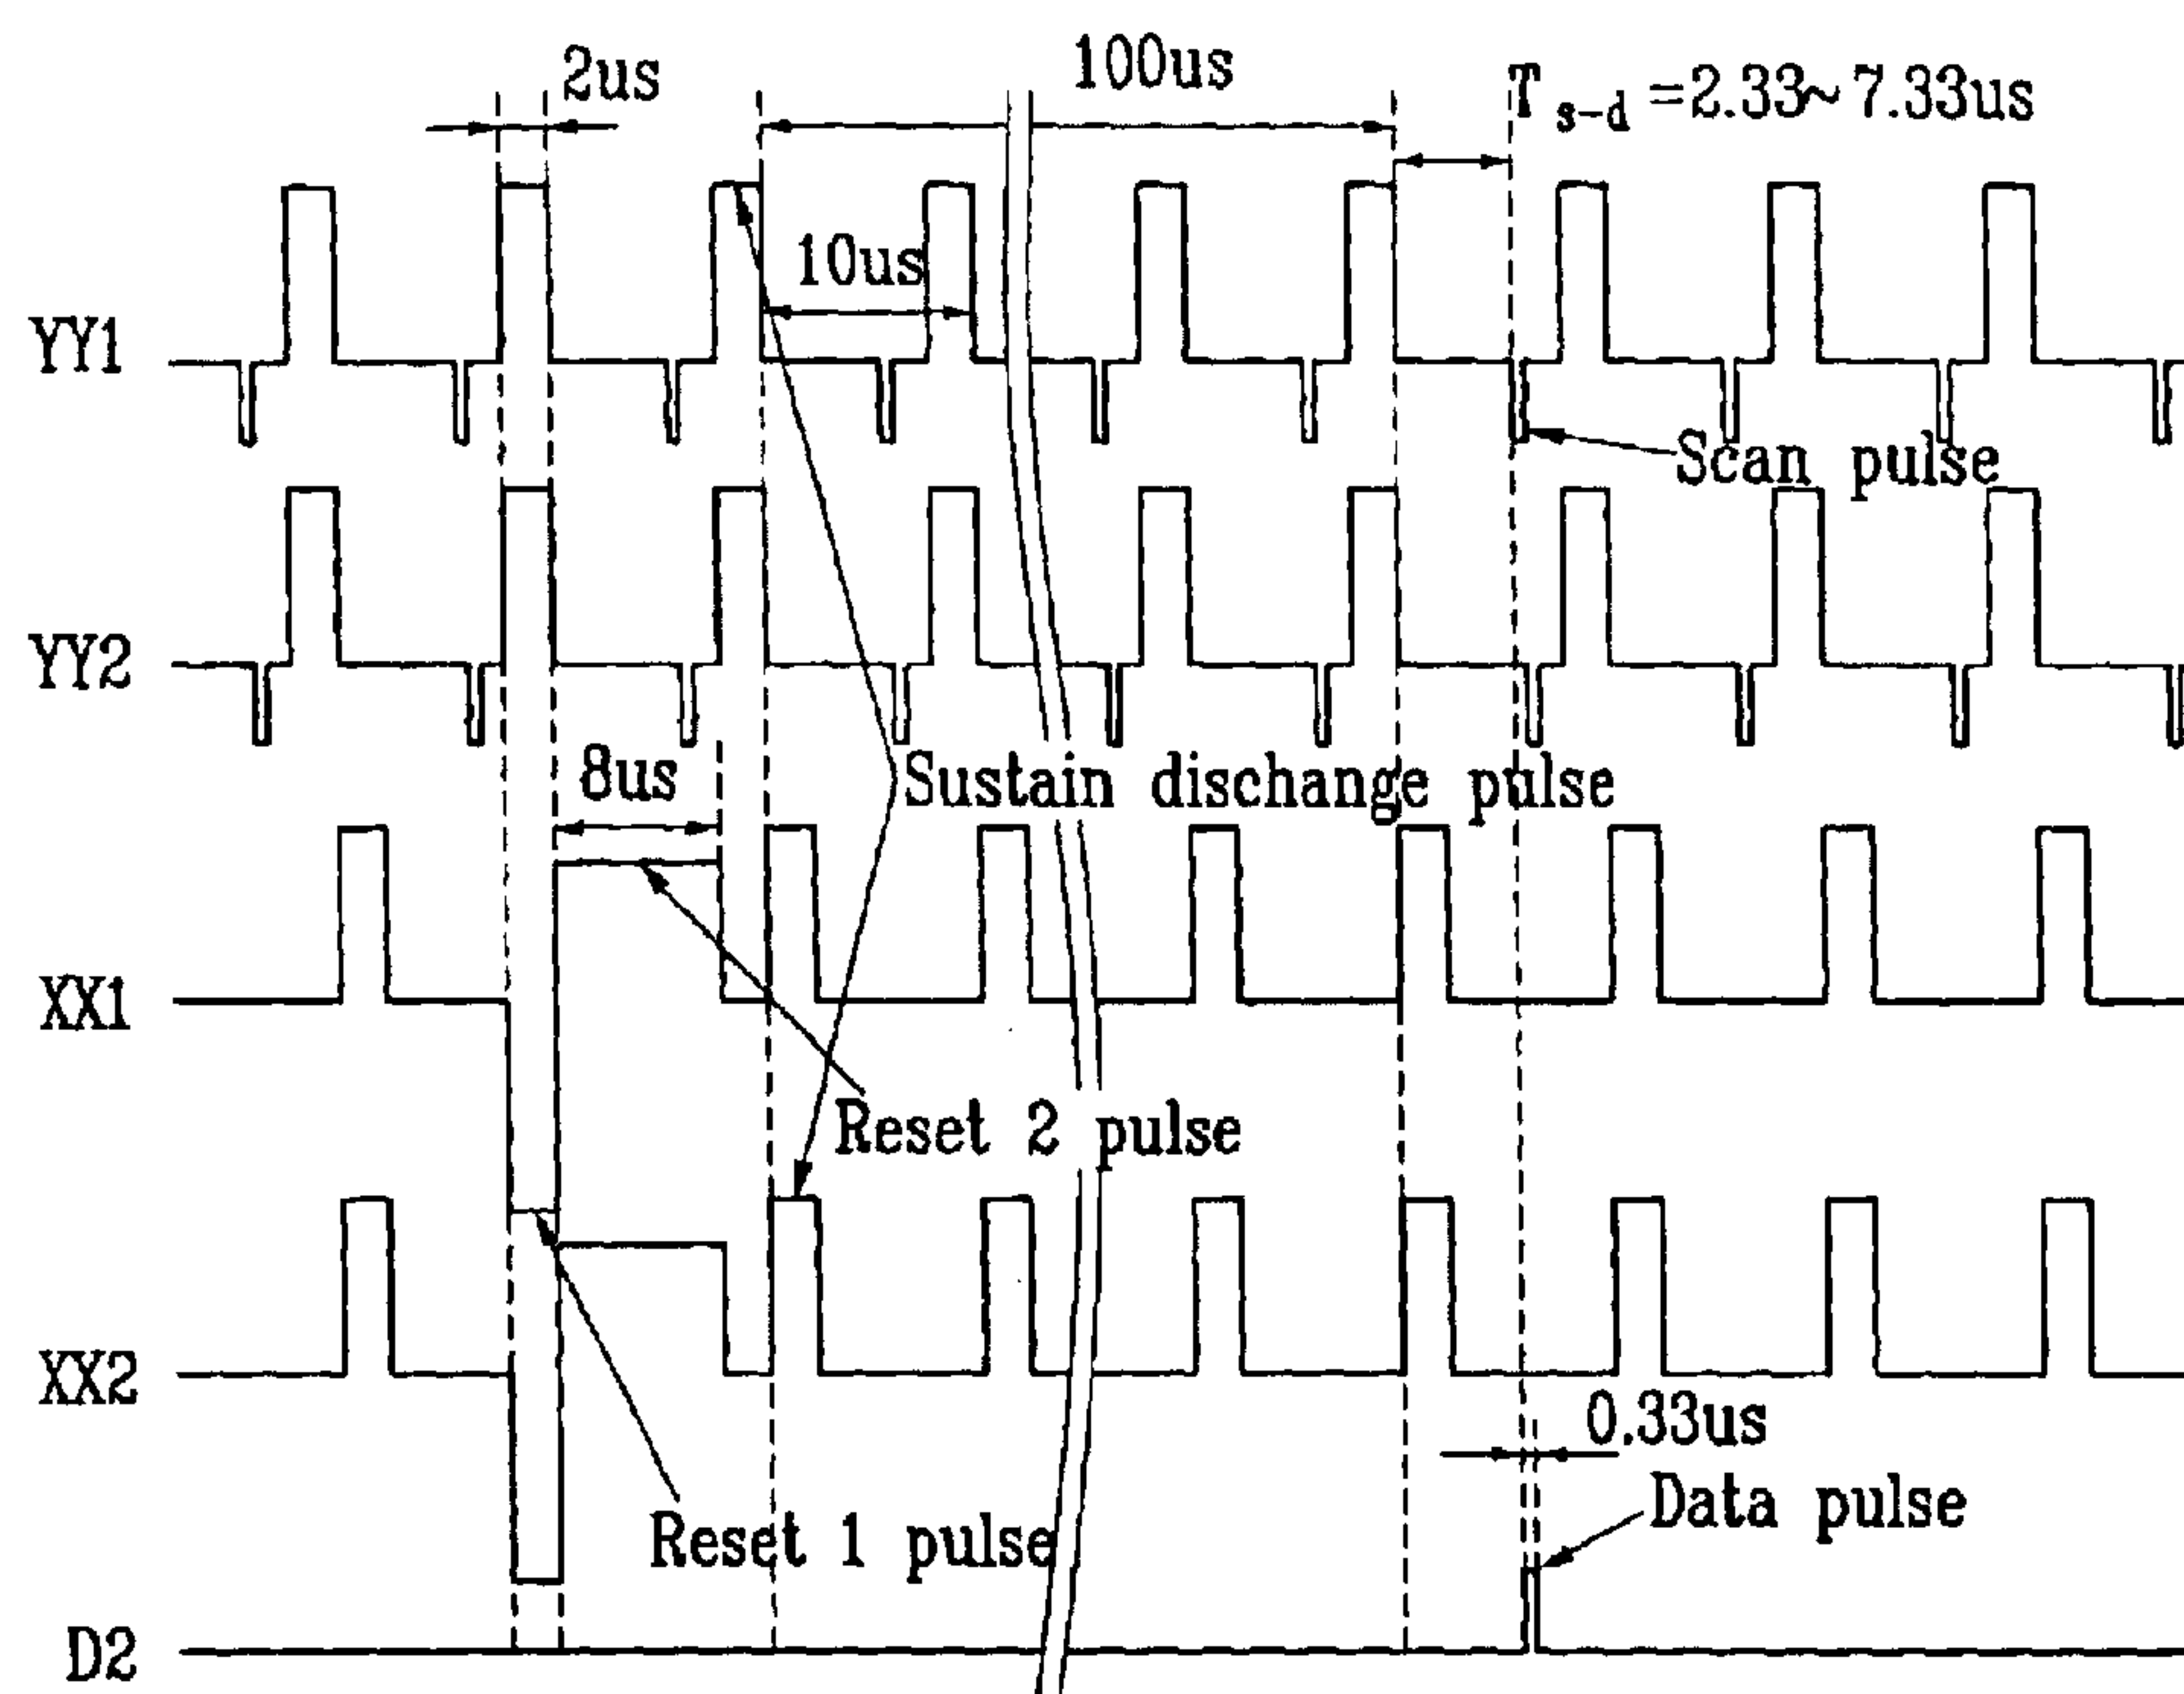 2us
100us
T s-d =2.33~ 7.33us
10us
YY1
Scan pulse
YY2
8us
Sustain dischange pulse
XX1
Reset 2 pulse
XX2
0.33us
Data pulse
Reset 1 pulse
D2